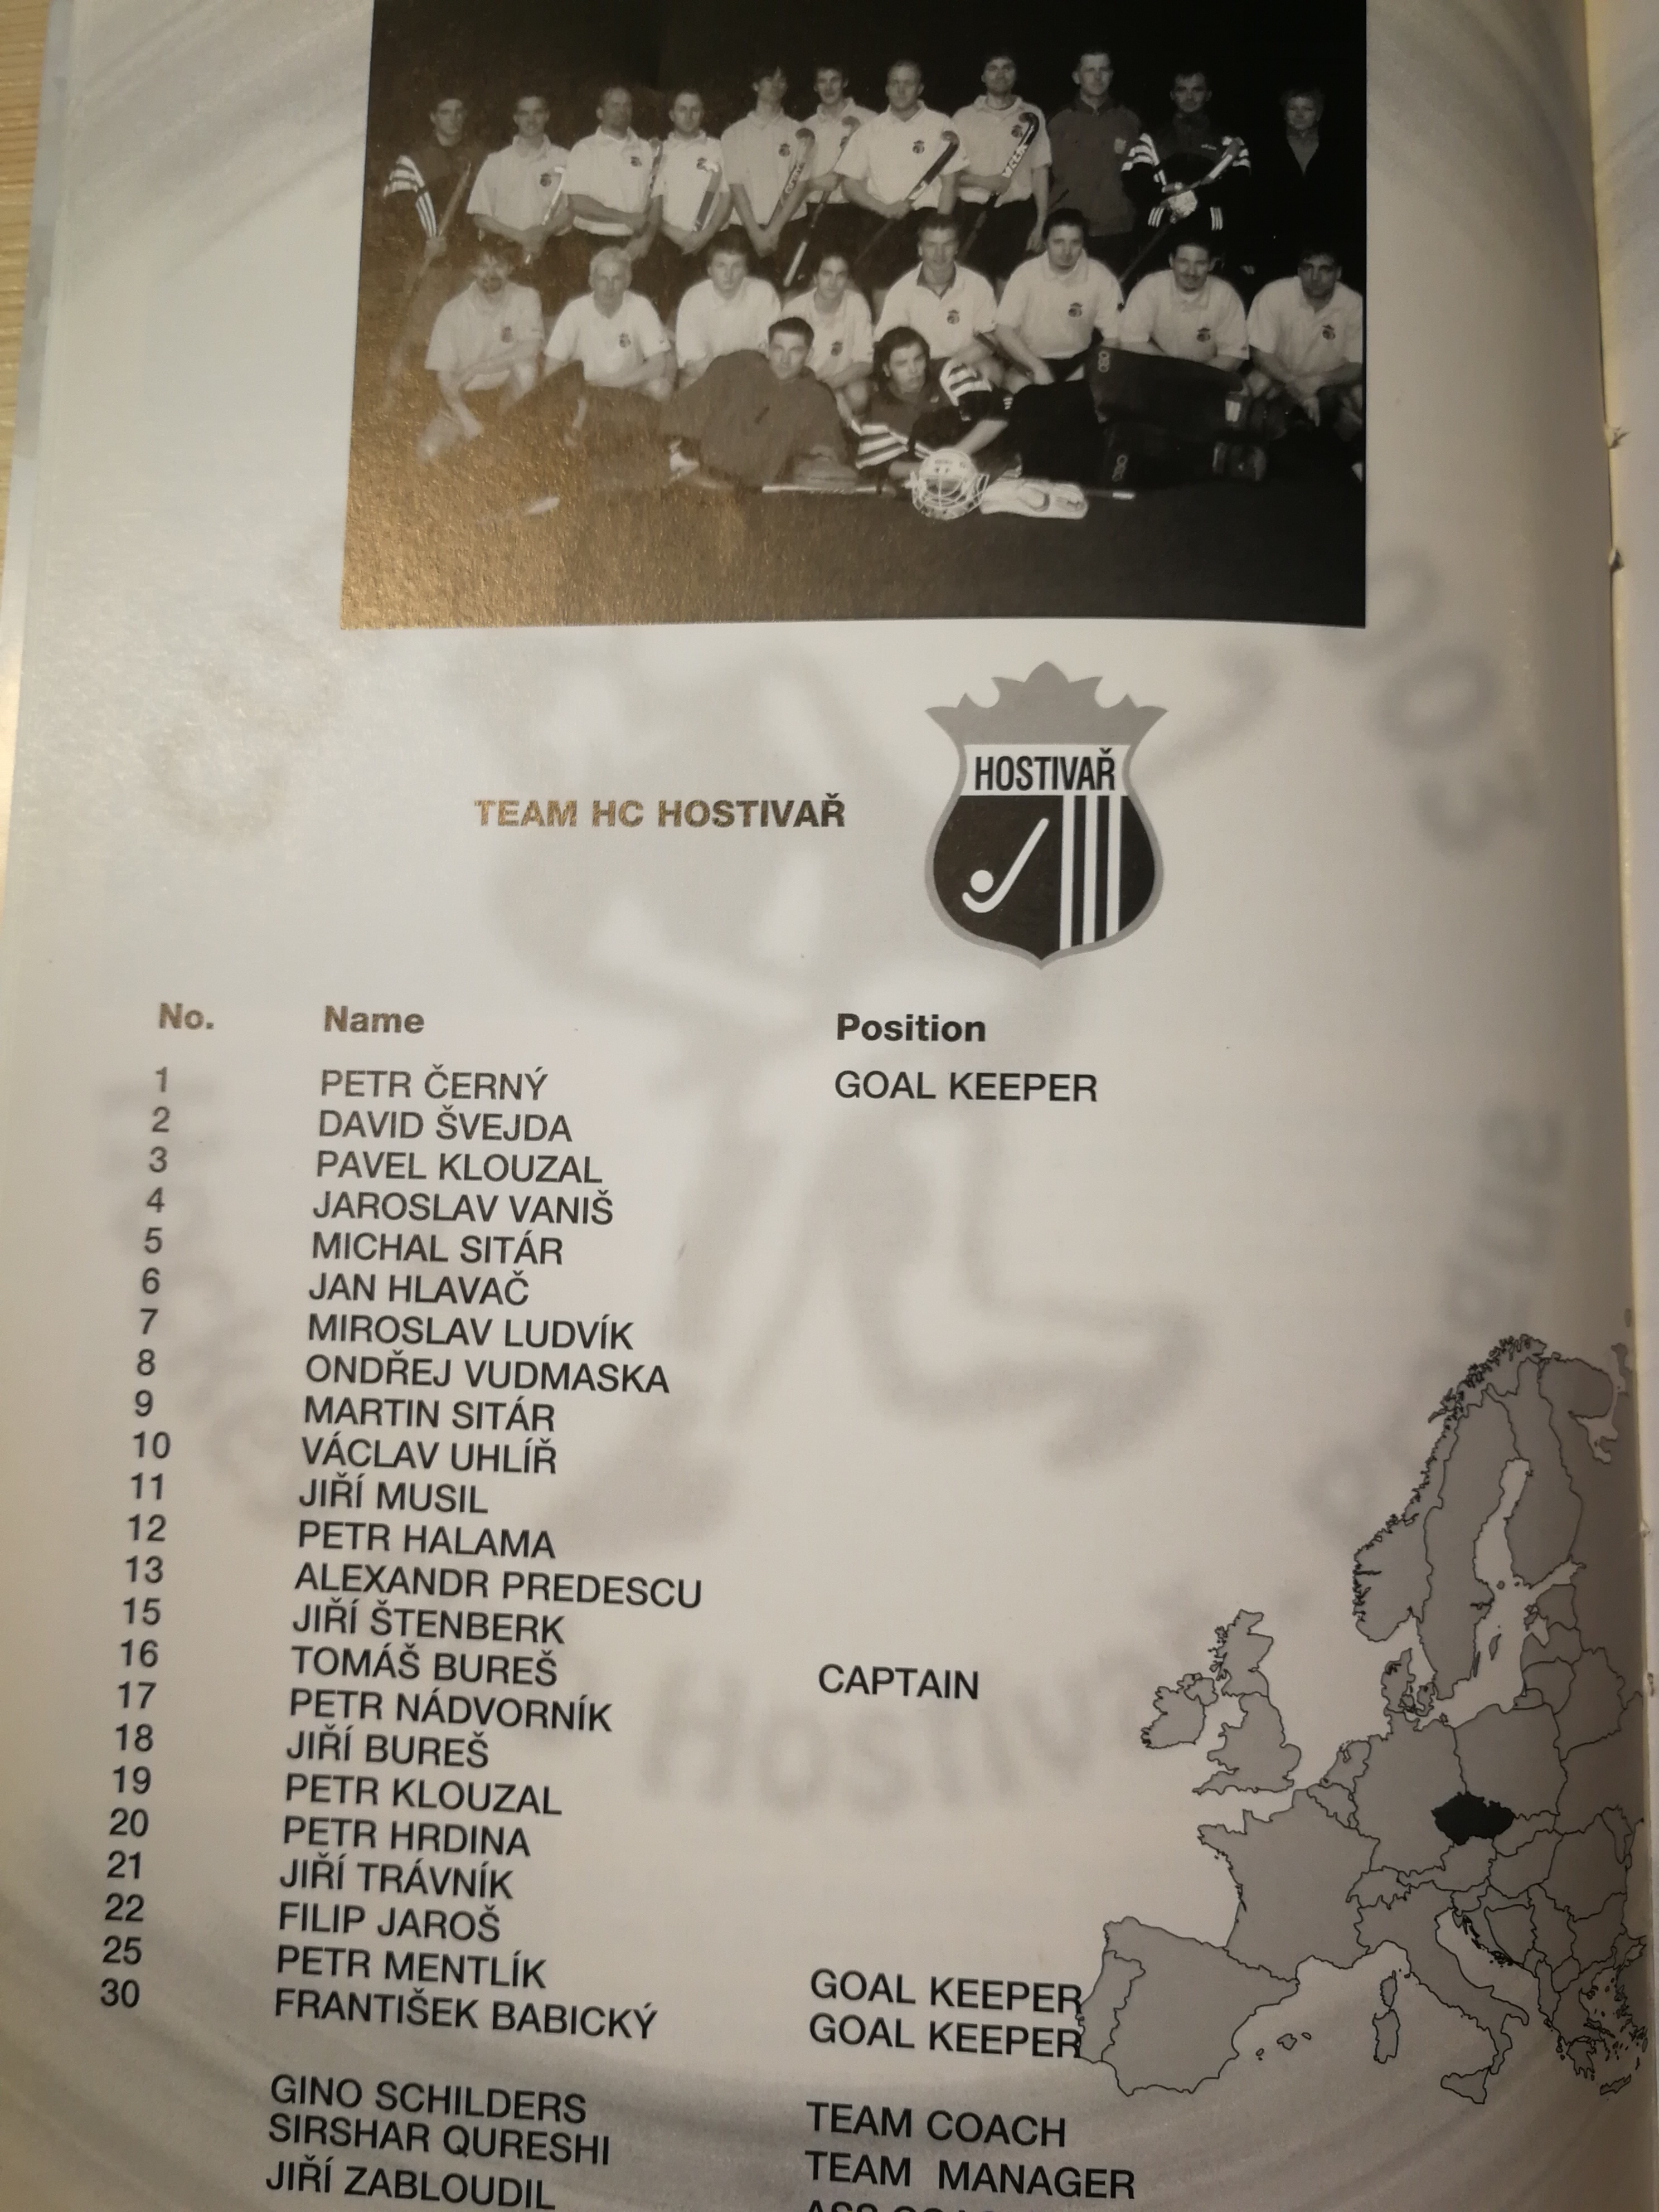 HOSTIVAŘ
TEAM HC HOSTIVAŘ
No. Name Position
1 PETR ČERNÝ GOAL KEEPER
2 DAVID ŠVEJDA
3 PAVEL KLOUZAL
4 JAROSLAV VANIŠ
5 MICHAL SITÁR
6 JAN HLAVAČ
7 MIROSLAV LUDVÍK
8 ONDŘEJ VUDMASKA
9 MARTIN SITÁR
10 VÁCLAV UHLÍŘ
11 JIŘÍ MUSIL
12 PETR HALAMA
13 ALEXANDR PREDESCU
15 JIŘÍ ŠTENBERK
16 TOMÁŠ BUREŠ CAPTAIN
17 PETR NÁDVORNÍK
18 JIŘÍ BUREŠ
19 PETR KLOUZAL
20 PETR HRDINA
21 JIŘÍ TRÁVNÍK
22 FILIP JAROŠ
25 PETR MENTLÍK GOAL KEEPER
30 FRANTIŠEK BABICKÝ GOAL KEEPER
GINO SCHILDERS TEAM COACH
SIRSHAR QURESHI TEAM MANAGER
JIŘÍ ZABLOUDIL